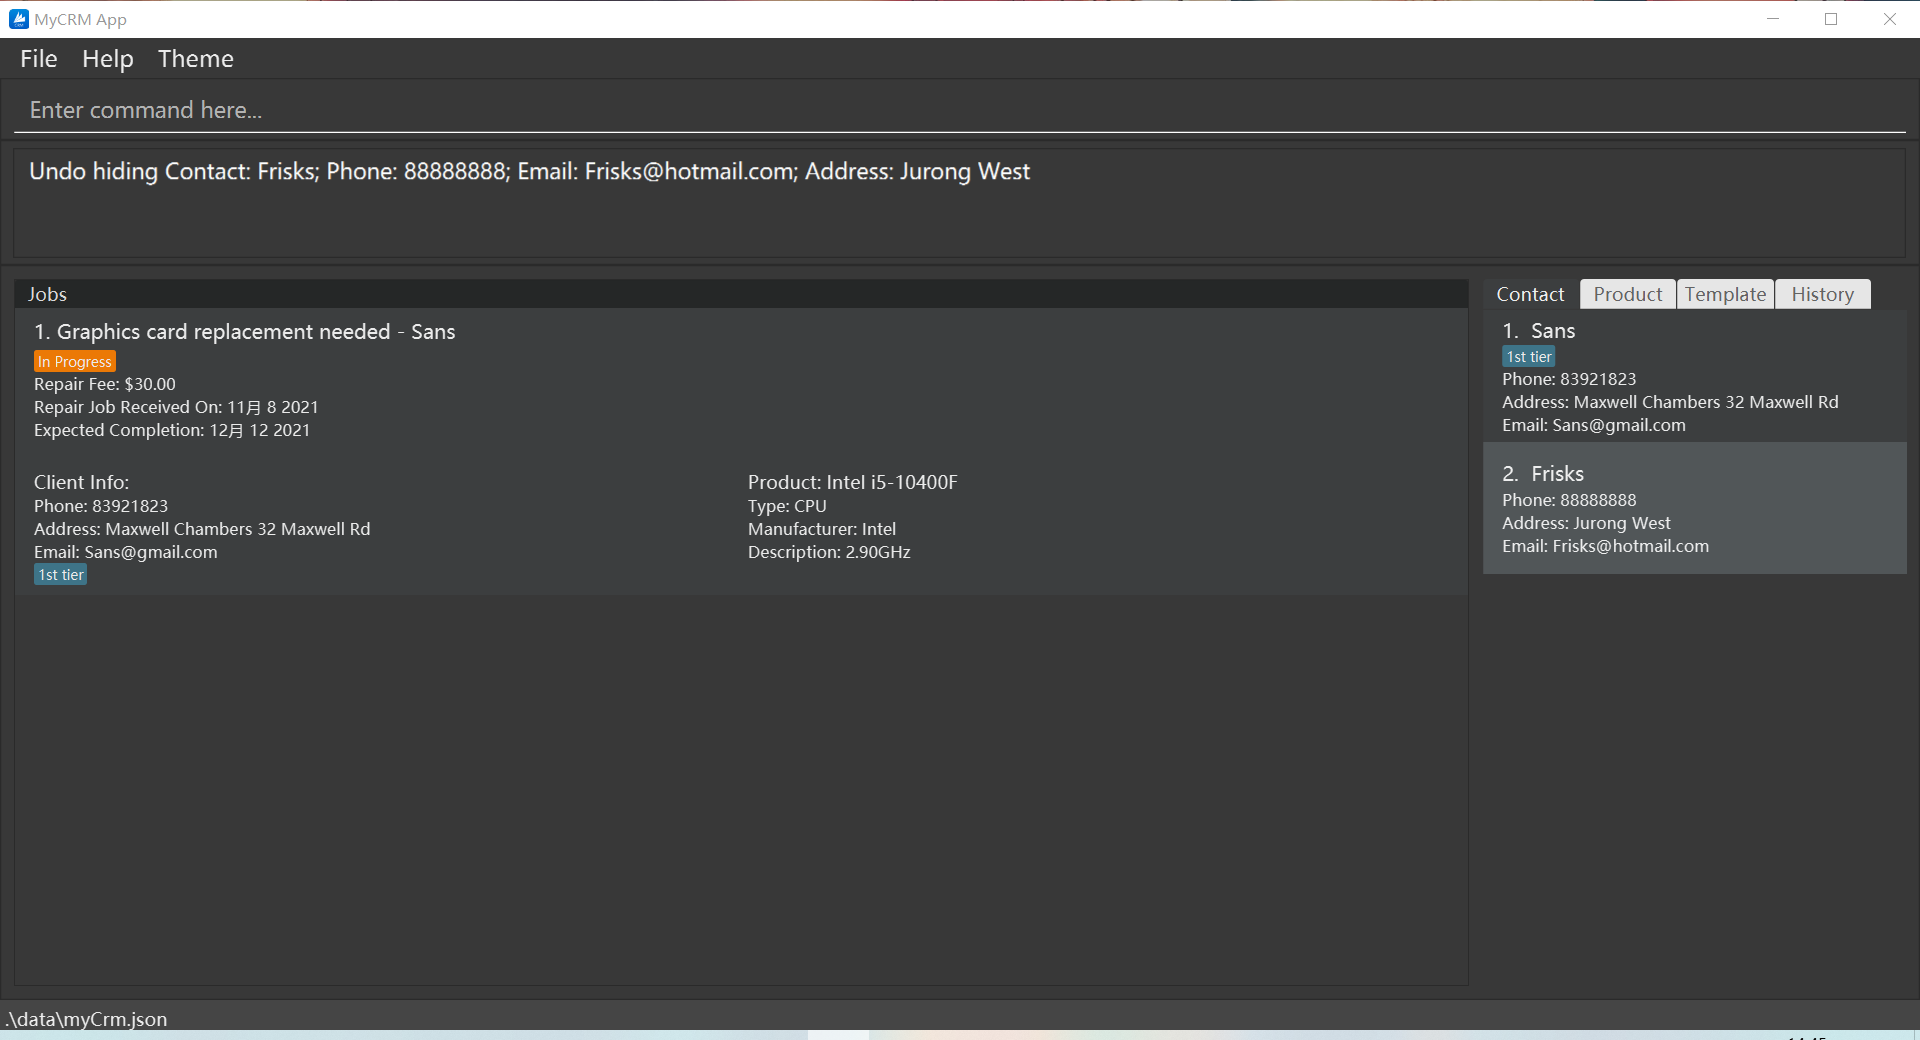 MyCRM App
File Help Theme
Enter command here...
Undo hiding Contact: Frisks; Phone: 88888888; Email: Frisks@hotmail.com; Address: Jurong West
Jobs
1. Graphics card replacement needed - Sans
In Progress
Repair Fee: $30.00
Repair Job Received On: 11月 8 2021
Expected Completion: 12月 12 2021
Client Info:
Phone: 83921823
Address: Maxwell Chambers 32 Maxwell Rd
Email: Sans@gmail.com
1st tier
Product: Intel i5-10400F
Type: CPU
Manufacturer: Intel
Description: 2.90GHz
Contact Product Template History
1. Sans
1st tier
Phone: 83921823
Address: Maxwell Chambers 32 Maxwell Rd
Email: Sans@gmail.com
2. Frisks
Phone: 88888888
Address: Jurong West
Email: Frisks@hotmail.com
.\data\myCrm.json